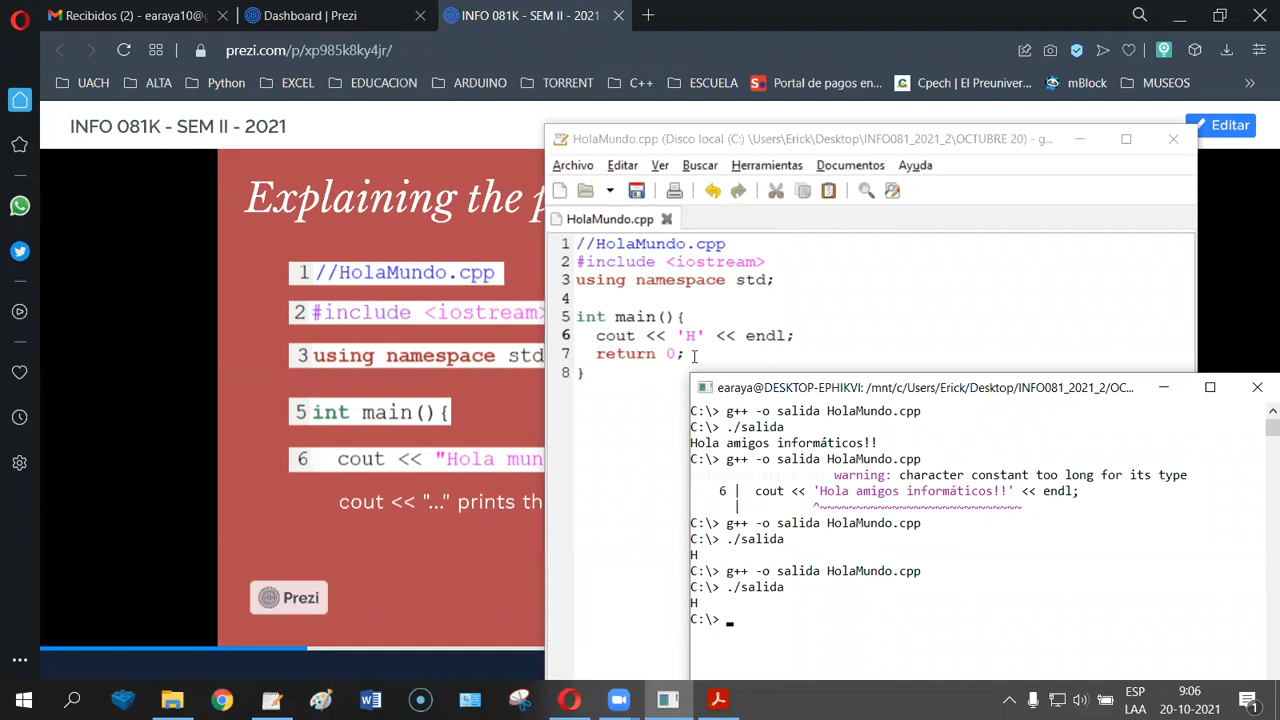 Recibidos (2) - earaya10@g
Dashboard | Prezi
INFO 081K - SEM II - 2021
prezi.com/p/xp985k8ky4jr/
UACH
ALTA
Python
EXCEL
EDUCACION
ARDUINO
TORRENT
C++
ESCUELA
Portal de pagos en...
Cpech | El Preuniver...
mBlock
MUSEOS
INFO 081K - SEM II - 2021
Editar
Explaining the p
1 //HolaMundo.cpp
2 #include <iostream>
3 using namespace std
5 int main(){
6 cout << "Hola mun
cout << "..." prints th
Prezi
HolaMundo.cpp (Disco local (C:) \Users\Erick\Desktop\INFO081_2021_2\OCTUBRE 20) - g...
Archivo Editar Ver Buscar Herramientas Documentos Ayuda
HolaMundo.cpp
1 //HolaMundo.cpp
2 #include <iostream>
3 using namespace std;
4
5 int main(){
6 cout << 'H' << endl;
7 return 0;
8 }
earaya@DESKTOP-EPHIKVI: /mnt/c/Users/Erick/Desktop/INFO081_2021_2/OC...
C:\> g++ -o salida HolaMundo.cpp
C:\> ./salida
Hola amigos informáticos!!
C:\> g++ -o salida HolaMundo.cpp
warning: character constant too long for its type
6 | cout << 'Hola amigos informáticos!!' << endl;
| ^~~~~~~~~~~~~~~~~~~~~~~~~~~~
C:\> g++ -o salida HolaMundo.cpp
C:\> ./salida
H
C:\> g++ -o salida HolaMundo.cpp
C:\> ./salida
H
C:\>
ESP
LAA
9:06
20-10-2021
1